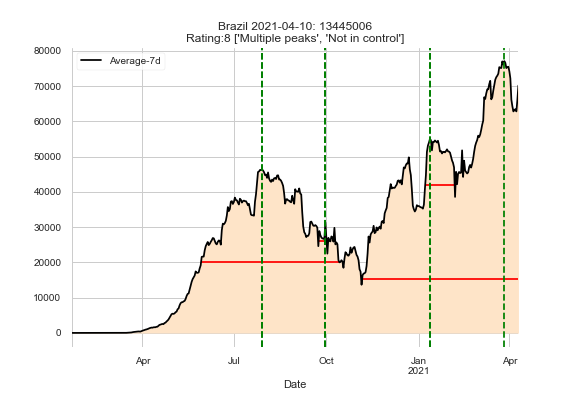 Brazil 2021-04-10: 13445006
Rating:8 ['Multiple peaks', 'Not in control']
80000
70000
60000
50000
40000
30000
20000
10000
0
Average-7d
Apr
Jul
Oct
Jan
2021
Apr
Date